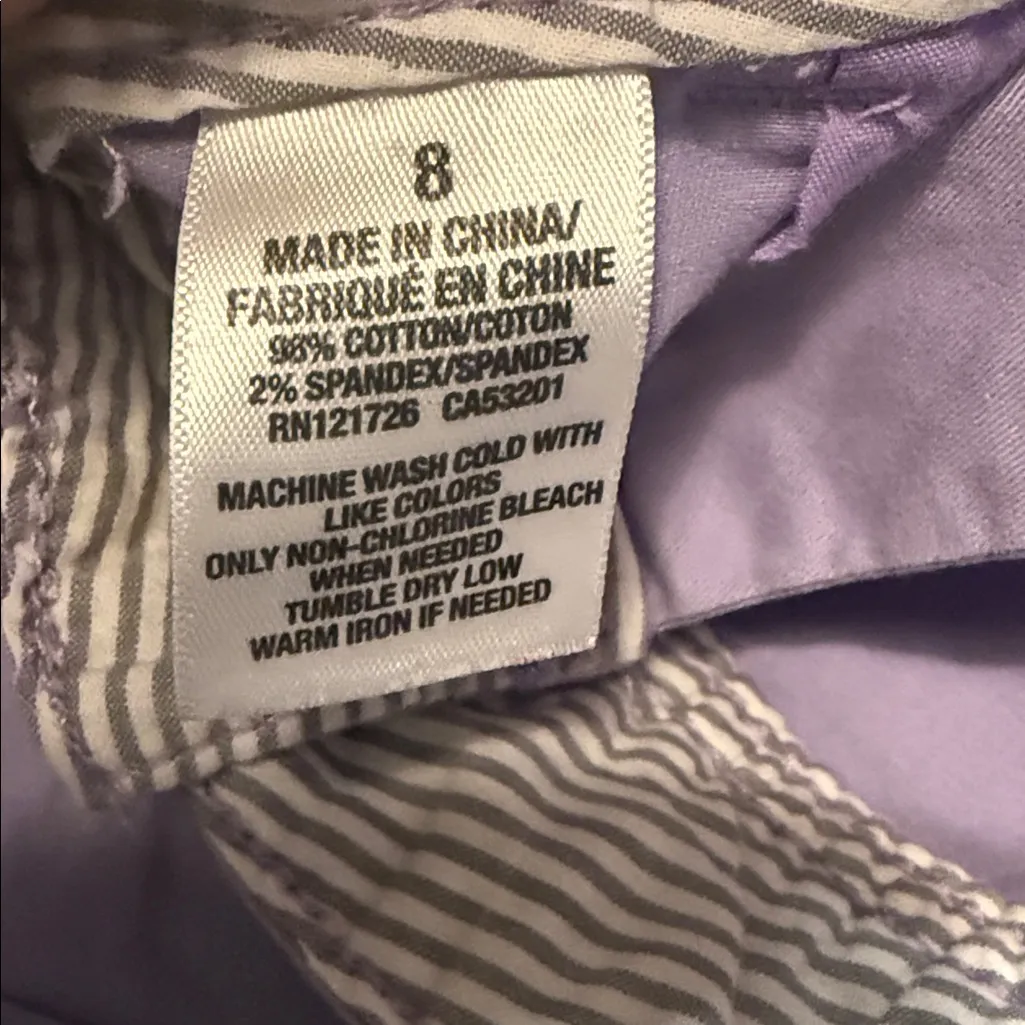 8
MADE IN CHINA/
FABRIQUÉ EN CHINE
98% COTTON/COTON
2% SPANDEX/SPANDEX
RN121726 CA53201
MACHINE WASH COLD WITH
LIKE COLORS
ONLY NON-CHLORINE BLEACH
WHEN NEEDED
TUMBLE DRY LOW
WARM IRON IF NEEDED